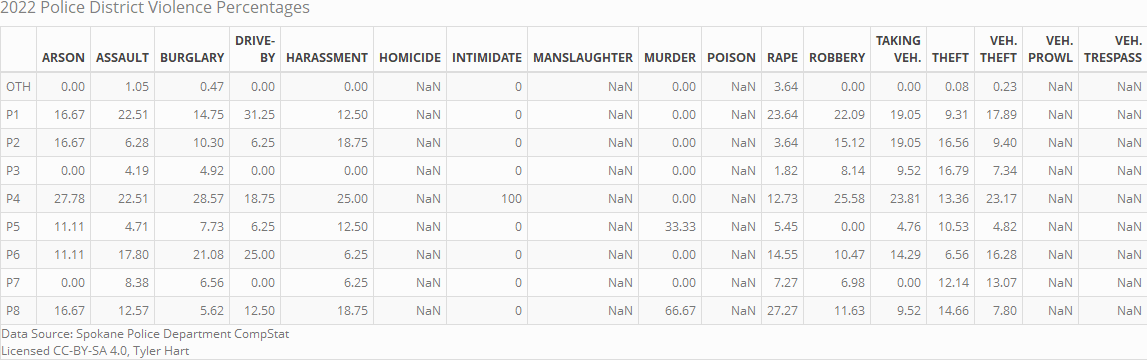 2022 Police District Violence Percentages
ARSON ASSAULT BURGLARY DRIVE-BY HARASSMENT HOMICIDE INTIMIDATE MANSLAUGHTER MURDER POISON RAPE ROBBERY TAKING VEH. THEFT VEH. THEFT VEH. PROWL VEH. TRESPASS
OTH 0.00 1.05 0.47 0.00 0.00 NaN 0 NaN 0.00 NaN 3.64 0.00 0.00 0.08 0.23 NaN NaN
P1 16.67 22.51 14.75 31.25 12.50 NaN 0 NaN 0.00 NaN 23.64 22.09 19.05 9.31 17.89 NaN NaN
P2 16.67 6.28 10.30 6.25 18.75 NaN 0 NaN 0.00 NaN 3.64 15.12 19.05 16.56 9.40 NaN NaN
P3 0.00 4.19 4.92 0.00 0.00 NaN 0 NaN 0.00 NaN 1.82 8.14 9.52 16.79 7.34 NaN NaN
P4 27.78 22.51 28.57 18.75 25.00 NaN 100 NaN 0.00 NaN 12.73 25.58 23.81 13.36 23.17 NaN NaN
P5 11.11 4.71 7.73 6.25 12.50 NaN 0 NaN 33.33 NaN 5.45 0.00 4.76 10.53 4.82 NaN NaN
P6 11.11 17.80 21.08 25.00 6.25 NaN 0 NaN 0.00 NaN 14.55 10.47 14.29 6.56 16.28 NaN NaN
P7 0.00 8.38 6.56 0.00 6.25 NaN 0 NaN 0.00 NaN 7.27 6.98 0.00 12.14 13.07 NaN NaN
P8 16.67 12.57 5.62 12.50 18.75 NaN 0 NaN 66.67 NaN 27.27 11.63 9.52 14.66 7.80 NaN NaN
Data Source: Spokane Police Department CompStat
Licensed CC-BY-SA 4.0, Tyler Hart